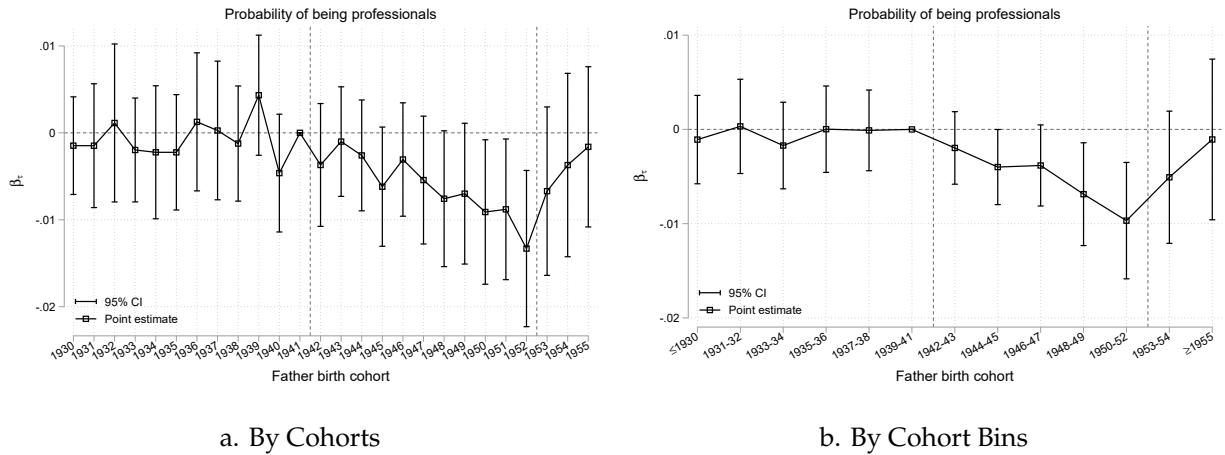 Probability of being professionals
.01
0
-.01
-.02
βτ
95% CI
Point estimate
1930 1931 1932 1933 1934 1935 1936 1937 1938 1939 1940 1941 1942 1943 1944 1945 1946 1947 1948 1949 1950 1951 1952 1953 1954 1955
Father birth cohort
a. By Cohorts
Probability of being professionals
.01
0
-.01
-.02
βτ
95% CI
Point estimate
≤1930 1931-32 1933-34 1935-36 1937-38 1939-41 1942-43 1944-45 1946-47 1948-49 1950-52 1953-54 ≥1955
Father birth cohort
b. By Cohort Bins